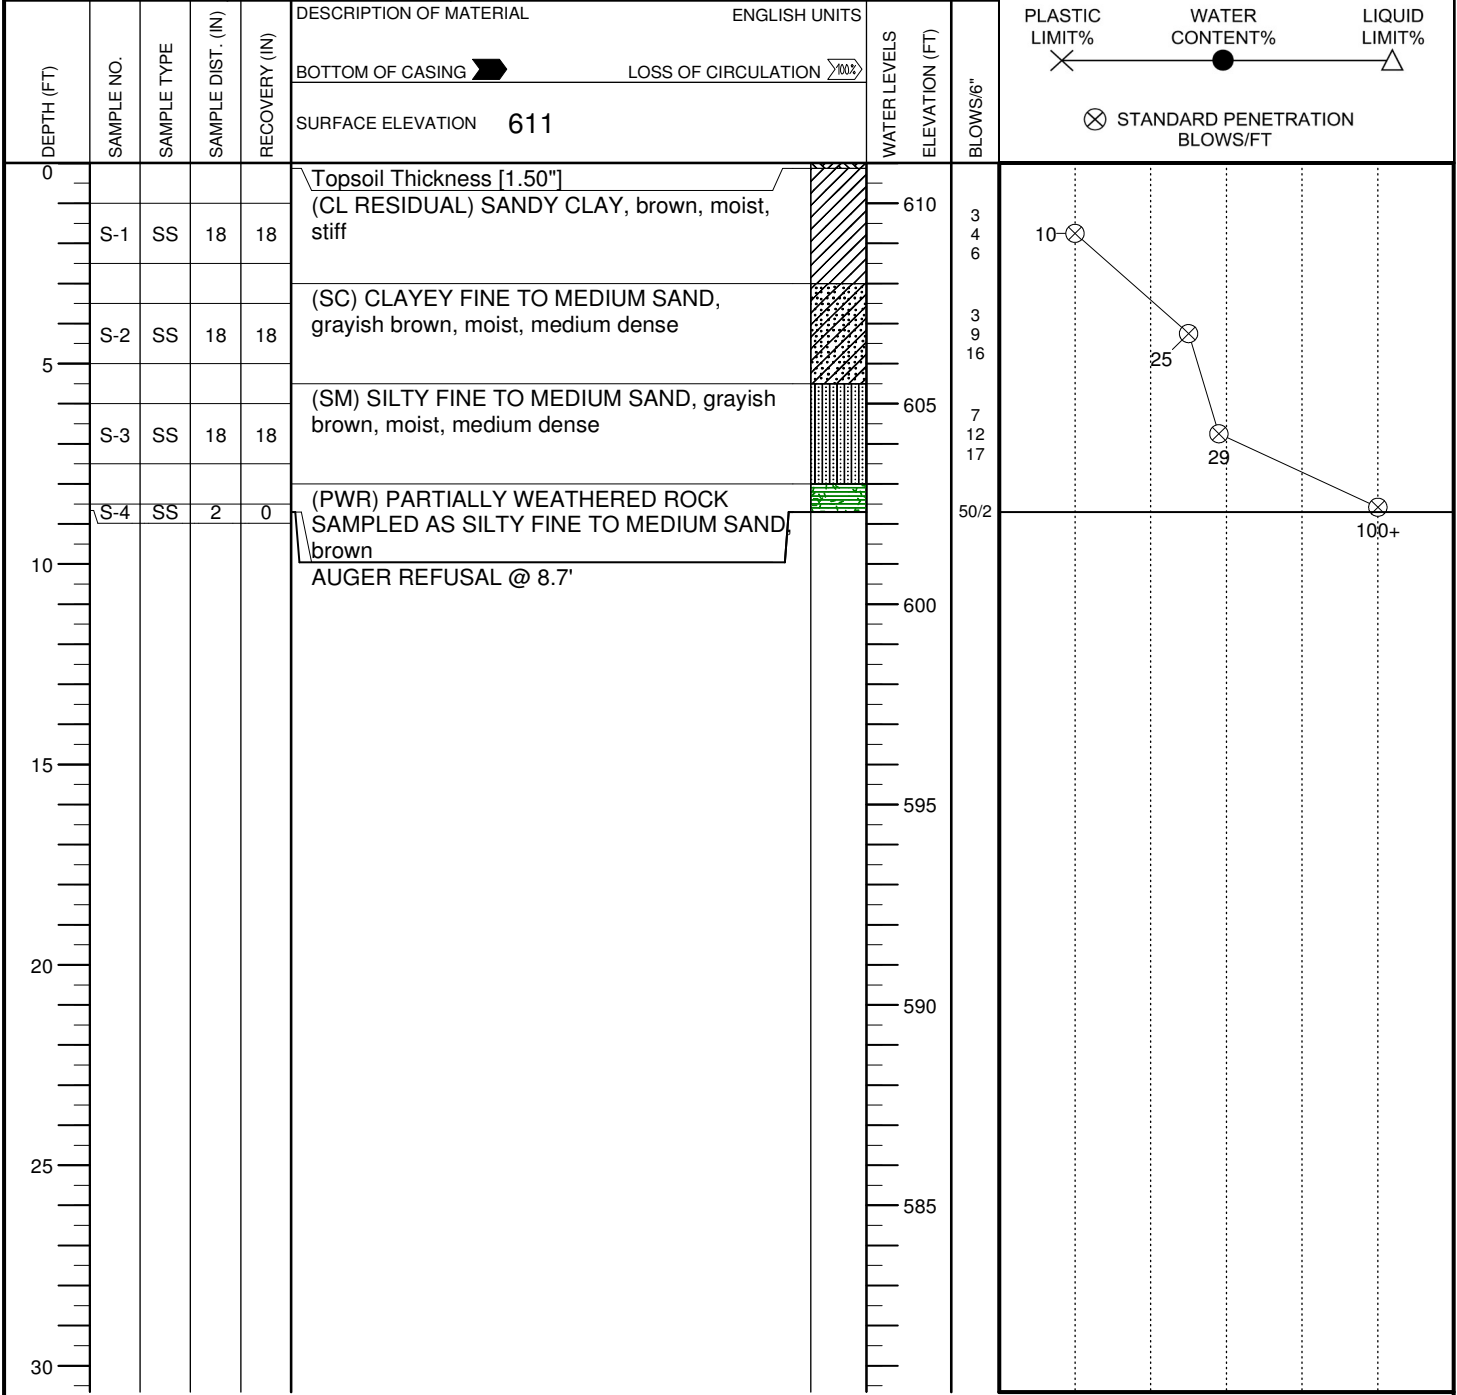 DEPTH (FT)
SAMPLE NO.
SAMPLE TYPE
SAMPLE DIST. (IN)
RECOVERY (IN)
DESCRIPTION OF MATERIAL ENGLISH UNITS
BOTTOM OF CASING LOSS OF CIRCULATION 100%
SURFACE ELEVATION 611
WATER LEVELS
ELEVATION (FT)
BLOWS/6"
PLASTIC LIMIT%
WATER CONTENT%
LIQUID LIMIT%
STANDARD PENETRATION
BLOWS/FT
0
Topsoil Thickness [1.50"]
(CL RESIDUAL) SANDY CLAY, brown, moist,
stiff
610
S-1 SS 18 18
3
4
6
10
(SC) CLAYEY FINE TO MEDIUM SAND,
grayish brown, moist, medium dense
S-2 SS 18 18
3
9
16
25
5
(SM) SILTY FINE TO MEDIUM SAND, grayish
brown, moist, medium dense
605
S-3 SS 18 18
7
12
17
29
(PWR) PARTIALLY WEATHERED ROCK
SAMPLED AS SILTY FINE TO MEDIUM SAND,
brown
S-4 SS 2 0
50/2
100+
10
AUGER REFUSAL @ 8.7'
600
15
595
20
590
25
585
30